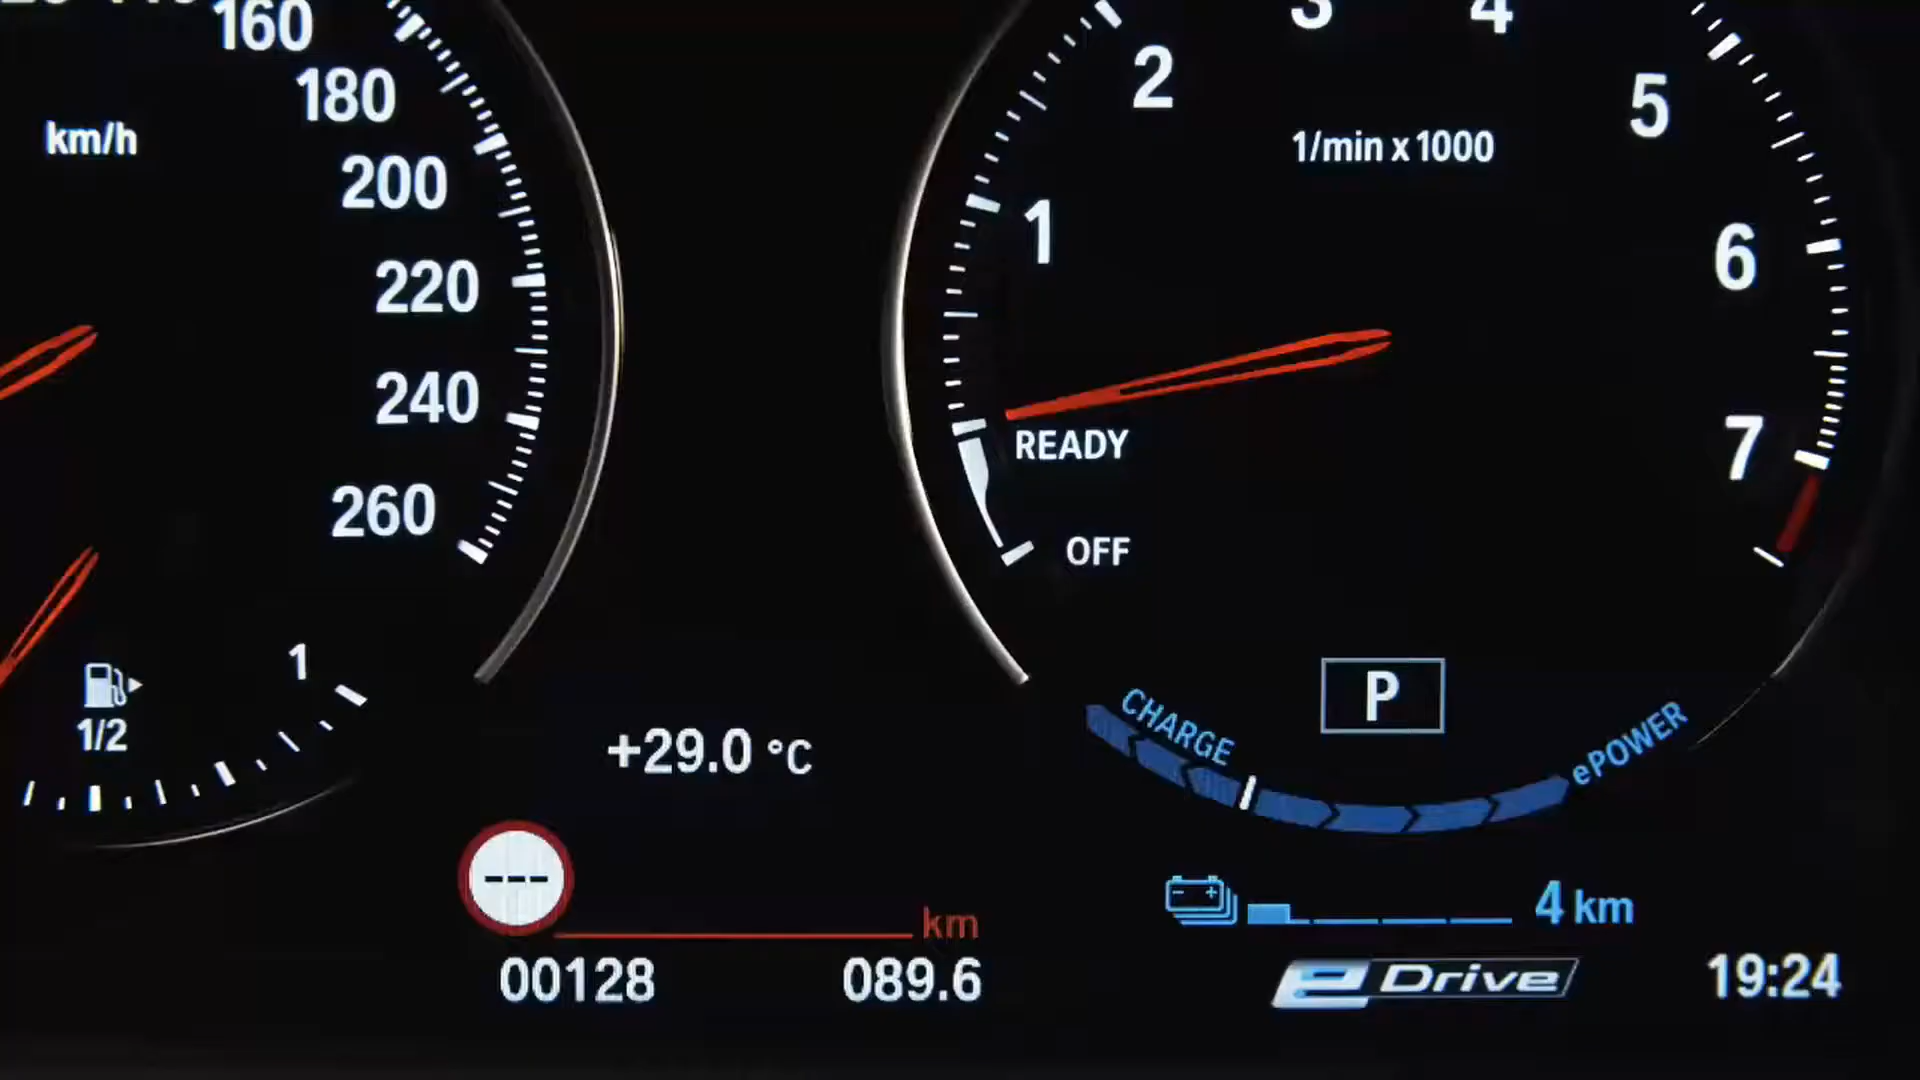 160
180
km/h
200
220
240
260
1
1/2
3
4
2
5
1/min x 1000
1
6
READY
7
OFF
P
CHARGE
ePOWER
+29.0 °C
---
km
4 km
00128
089.6
eDrive
19:24